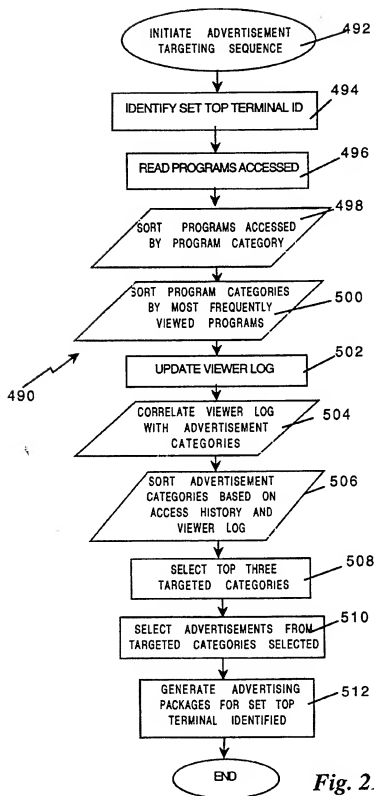 INITIATE ADVERTISEMENT
TARGETING SEQUENCE
492
IDENTIFY SET TOP TERMINAL ID
494
READ PROGRAMS ACCESSED
496
SORT PROGRAMS ACCESSED
BY PROGRAM CATEGORY
498
SORT PROGRAM CATEGORIES
BY MOST FREQUENTLY
VIEWED PROGRAMS
500
UPDATE VIEWER LOG
502
490
CORRELATE VIEWER LOG
WITH ADVERTISEMENT
CATEGORIES
504
SORT ADVERTISEMENT
CATEGORIES BASED ON
ACCESS HISTORY AND
VIEWER LOG
506
SELECT TOP THREE
TARGETED CATEGORIES
508
SELECT ADVERTISEMENTS FROM
TARGETED CATEGORIES SELECTED
510
GENERATE ADVERTISING
PACKAGES FOR SET TOP
TERMINAL IDENTIFIED
512
END
Fig. 2